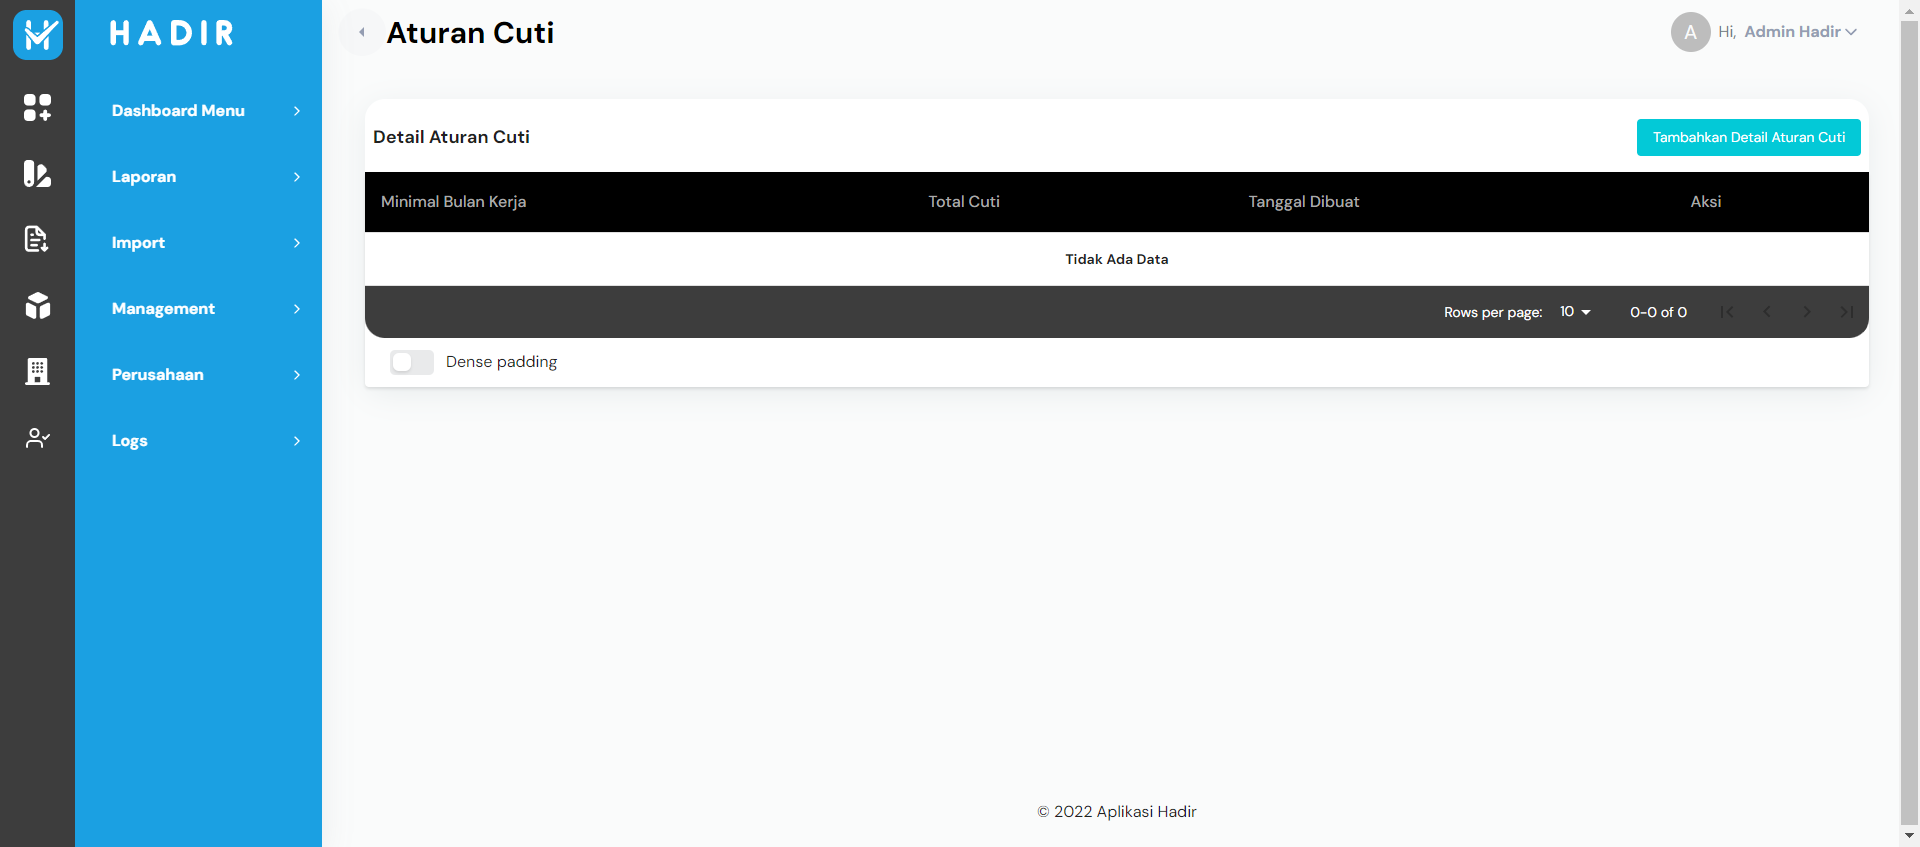 HADIR
Dashboard Menu
Laporan
Import
Management
Perusahaan
Logs
Aturan Cuti
A Hi, Admin Hadir
Detail Aturan Cuti
Tambahkan Detail Aturan Cuti
Minimal Bulan Kerja Total Cuti Tanggal Dibuat Aksi
Tidak Ada Data
Rows per page: 10 0-0 of 0
Dense padding
© 2022 Aplikasi Hadir